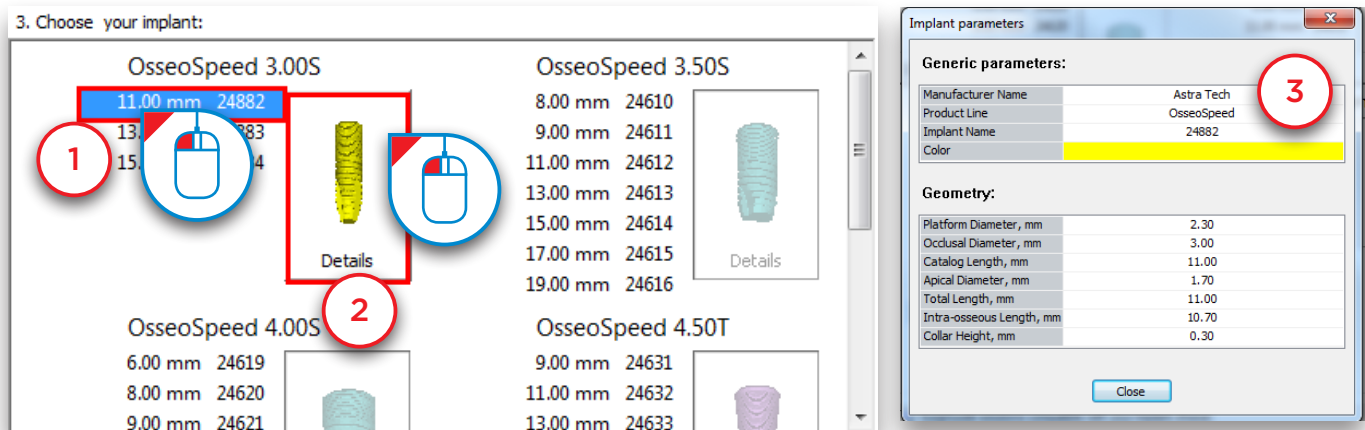 3. Choose your implant:
OsseoSpeed 3.00S
11.00 mm 24882
13. 883
15. 4
1
Details
2
OsseoSpeed 3.50S
8.00 mm 24610
9.00 mm 24611
11.00 mm 24612
13.00 mm 24613
15.00 mm 24614
17.00 mm 24615
19.00 mm 24616
Details
OsseoSpeed 4.00S
6.00 mm 24619
8.00 mm 24620
9.00 mm 24621
OsseoSpeed 4.50T
9.00 mm 24631
11.00 mm 24632
13.00 mm 24633
Implant parameters
Generic parameters:
3
Manufacturer Name Astra Tech
Product Line OsseoSpeed
Implant Name 24882
Color
Geometry:
Platform Diameter, mm 2.30
Occlusal Diameter, mm 3.00
Catalog Length, mm 11.00
Apical Diameter, mm 1.70
Total Length, mm 11.00
Intra-osseous Length, mm 10.70
Collar Height, mm 0.30
Close